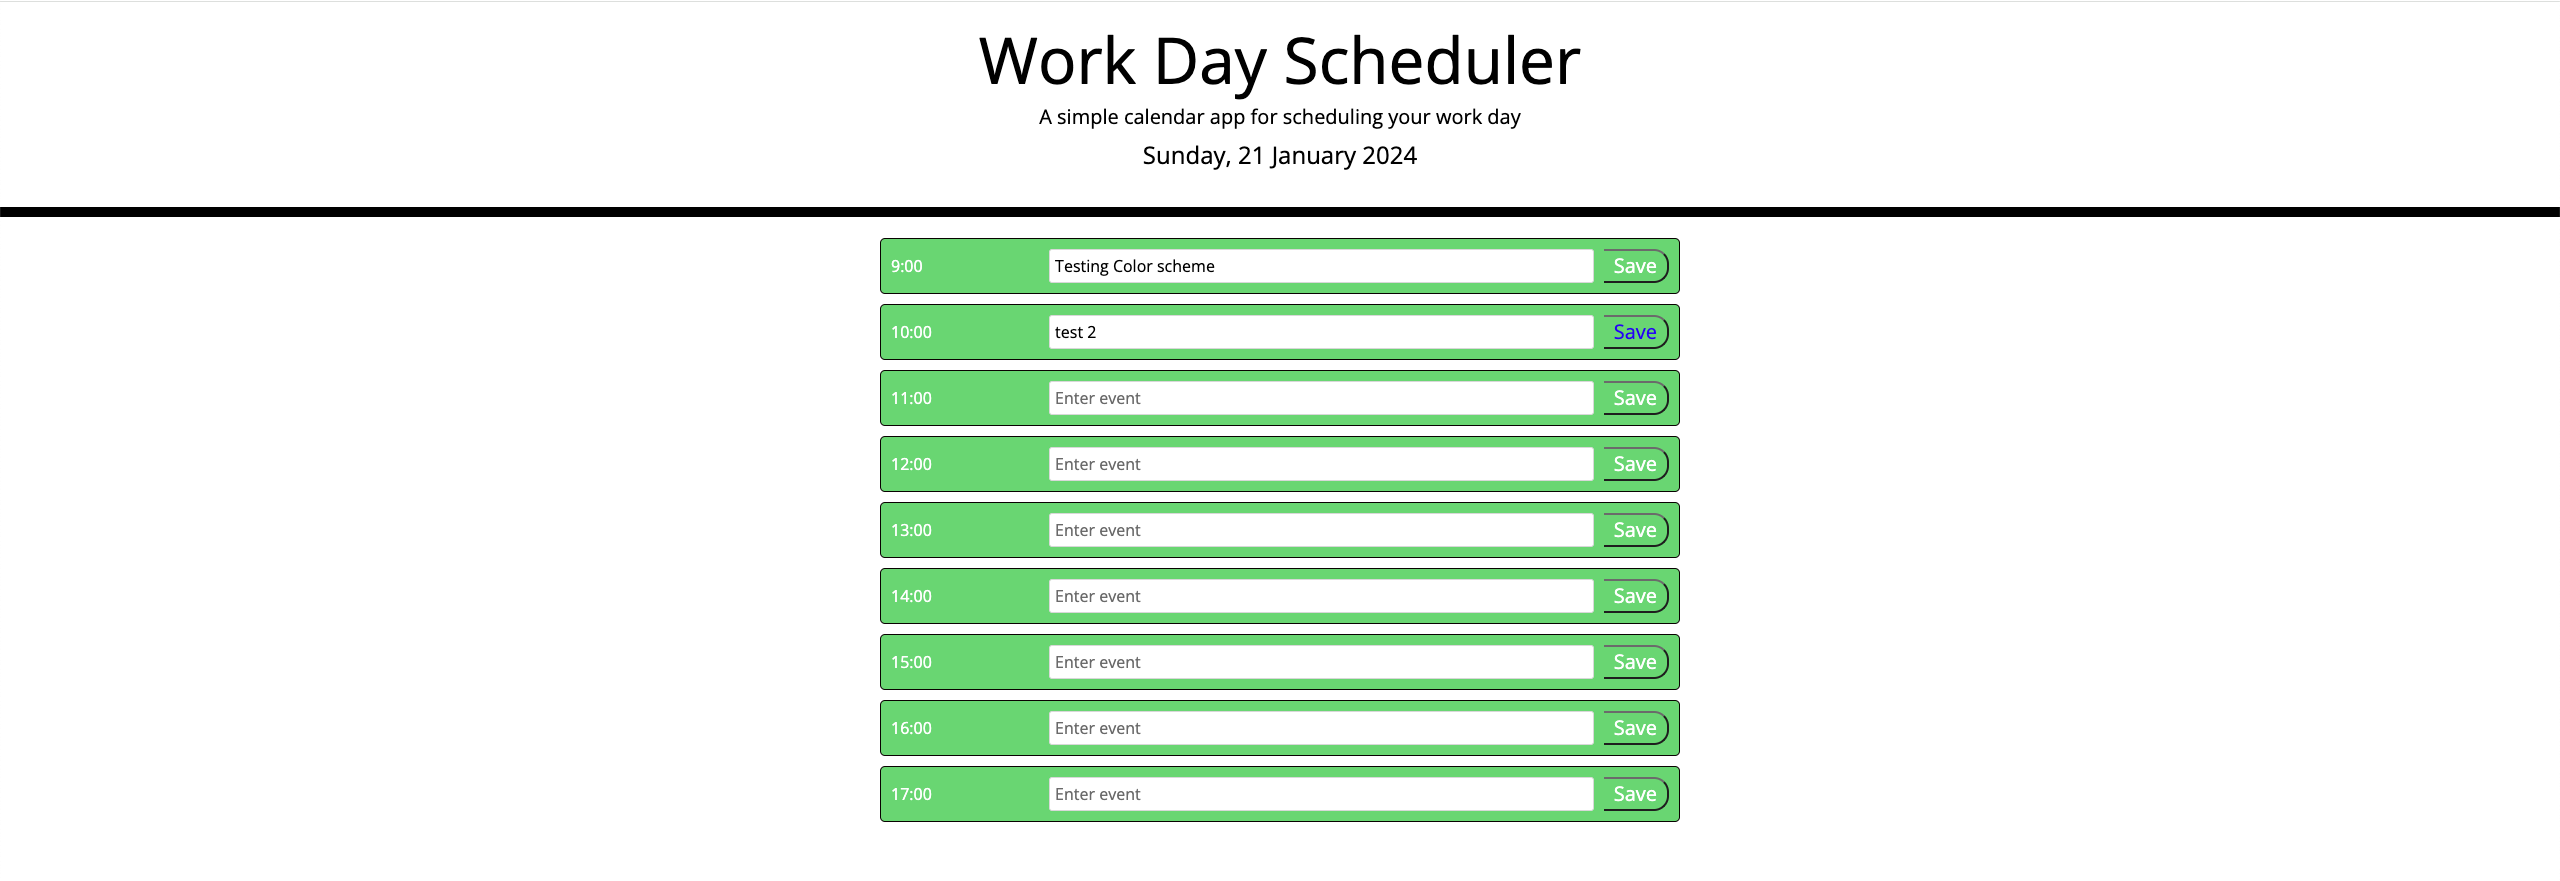 Work Day Scheduler
A simple calendar app for scheduling your work day
Sunday, 21 January 2024
9:00 Testing Color scheme Save
10:00 test 2 Save
11:00 Enter event Save
12:00 Enter event Save
13:00 Enter event Save
14:00 Enter event Save
15:00 Enter event Save
16:00 Enter event Save
17:00 Enter event Save